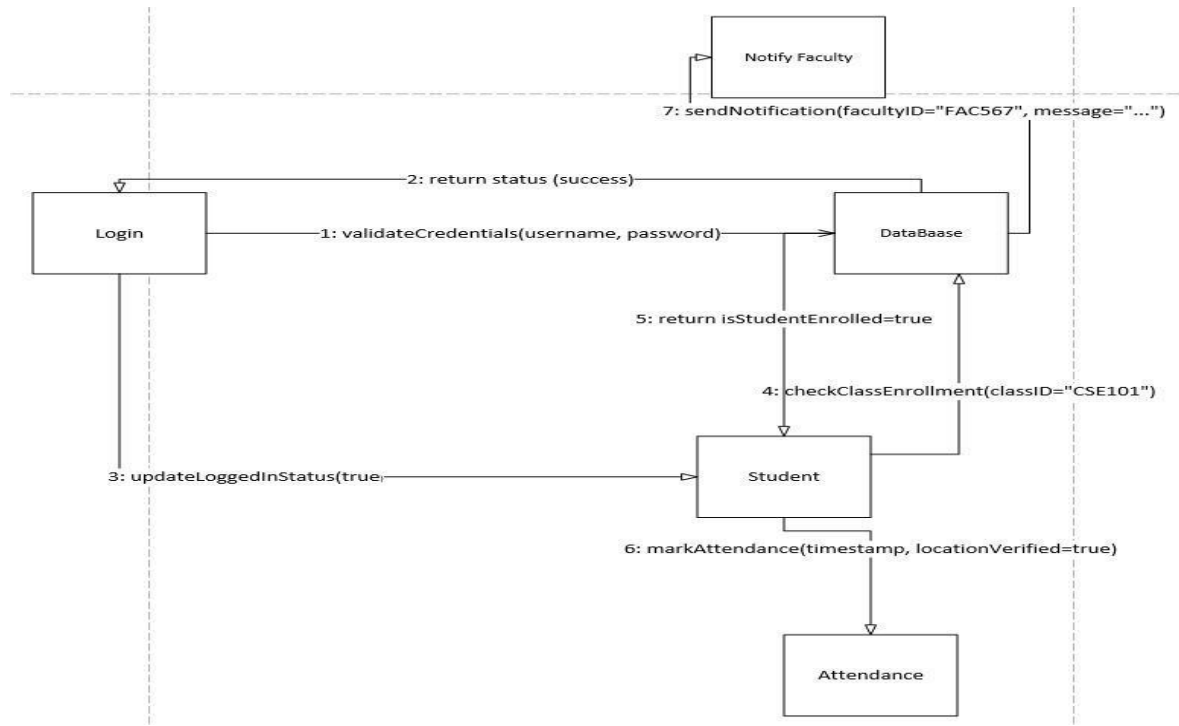 Notify Faculty
7: sendNotification(facultyID="FAC567", message="...")
2: return status (success)
Login
1: validateCredentials(username, password)
DataBaase
5: return isStudentEnrolled=true
4: checkClassEnrollment(classID="CSE101")
3: updateLoggedInStatus(true)
Student
6: markAttendance(timestamp, locationVerified=true)
Attendance